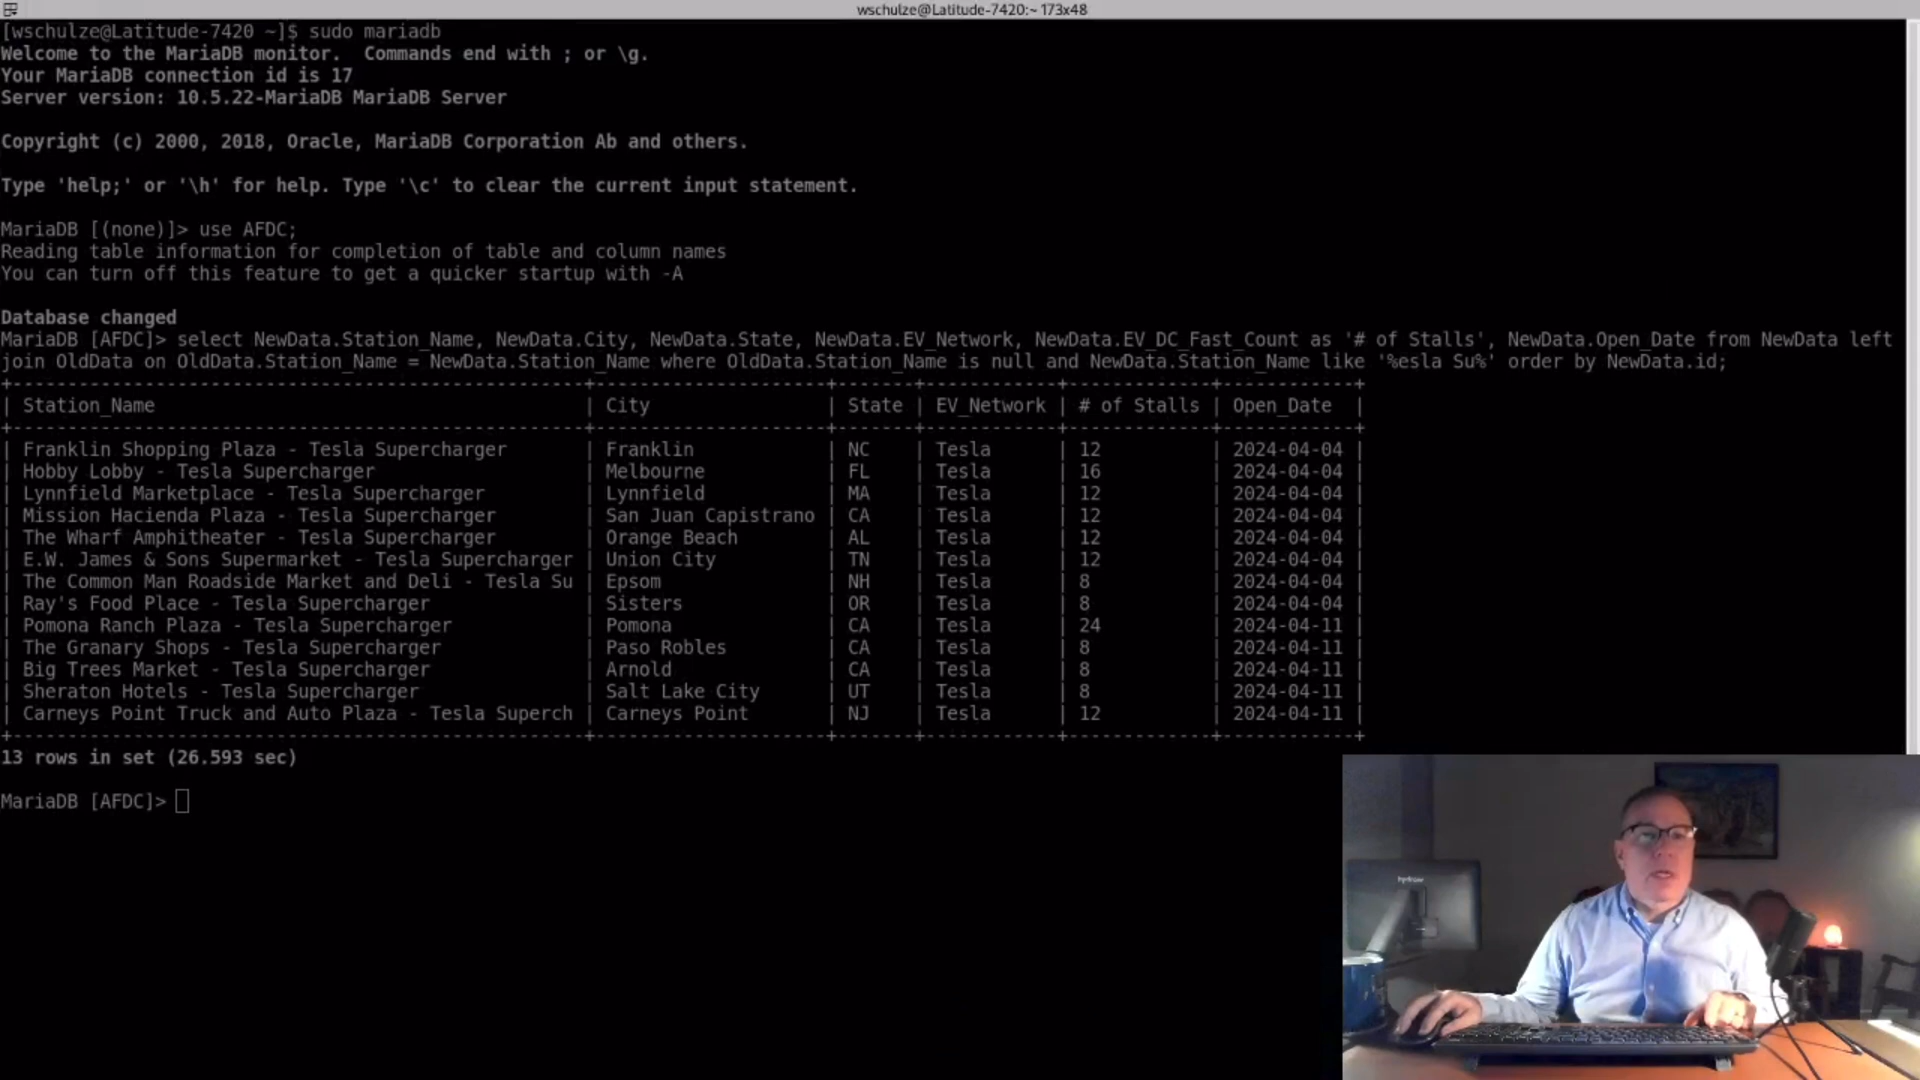 wschulze@Latitude-7420:~ 173x48
[wschulze@Latitude-7420 ~]$ sudo mariadb
Welcome to the MariaDB monitor.  Commands end with ; or \g.
Your MariaDB connection id is 17
Server version: 10.5.22-MariaDB MariaDB Server
Copyright (c) 2000, 2018, Oracle, MariaDB Corporation Ab and others.
Type 'help;' or '\h' for help. Type '\c' to clear the current input statement.
MariaDB [(none)]> use AFDC;
Reading table information for completion of table and column names
You can turn off this feature to get a quicker startup with -A
Database changed
MariaDB [AFDC]> select NewData.Station_Name, NewData.City, NewData.State, NewData.EV_Network, NewData.EV_DC_Fast_Count as '# of Stalls', NewData.Open_Date from NewData left
join OldData on OldData.Station_Name = NewData.Station_Name where OldData.Station_Name is null and NewData.Station_Name like '%esla Su%' order by NewData.id;
| Station_Name | City | State | EV_Network | # of Stalls | Open_Date |
| Franklin Shopping Plaza - Tesla Supercharger | Franklin | NC | Tesla | 12 | 2024-04-04 |
| Hobby Lobby - Tesla Supercharger | Melbourne | FL | Tesla | 16 | 2024-04-04 |
| Lynnfield Marketplace - Tesla Supercharger | Lynnfield | MA | Tesla | 12 | 2024-04-04 |
| Mission Hacienda Plaza - Tesla Supercharger | San Juan Capistrano | CA | Tesla | 12 | 2024-04-04 |
| The Wharf Amphitheater - Tesla Supercharger | Orange Beach | AL | Tesla | 12 | 2024-04-04 |
| E.W. James & Sons Supermarket - Tesla Supercharger | Union City | TN | Tesla | 12 | 2024-04-04 |
| The Common Man Roadside Market and Deli - Tesla Su | Epsom | NH | Tesla | 8 | 2024-04-04 |
| Ray's Food Place - Tesla Supercharger | Sisters | OR | Tesla | 8 | 2024-04-04 |
| Pomona Ranch Plaza - Tesla Supercharger | Pomona | CA | Tesla | 24 | 2024-04-11 |
| The Granary Shops - Tesla Supercharger | Paso Robles | CA | Tesla | 8 | 2024-04-11 |
| Big Trees Market - Tesla Supercharger | Arnold | CA | Tesla | 8 | 2024-04-11 |
| Sheraton Hotels - Tesla Supercharger | Salt Lake City | UT | Tesla | 8 | 2024-04-11 |
| Carneys Point Truck and Auto Plaza - Tesla Superch | Carneys Point | NJ | Tesla | 12 | 2024-04-11 |
13 rows in set (26.593 sec)
MariaDB [AFDC]>